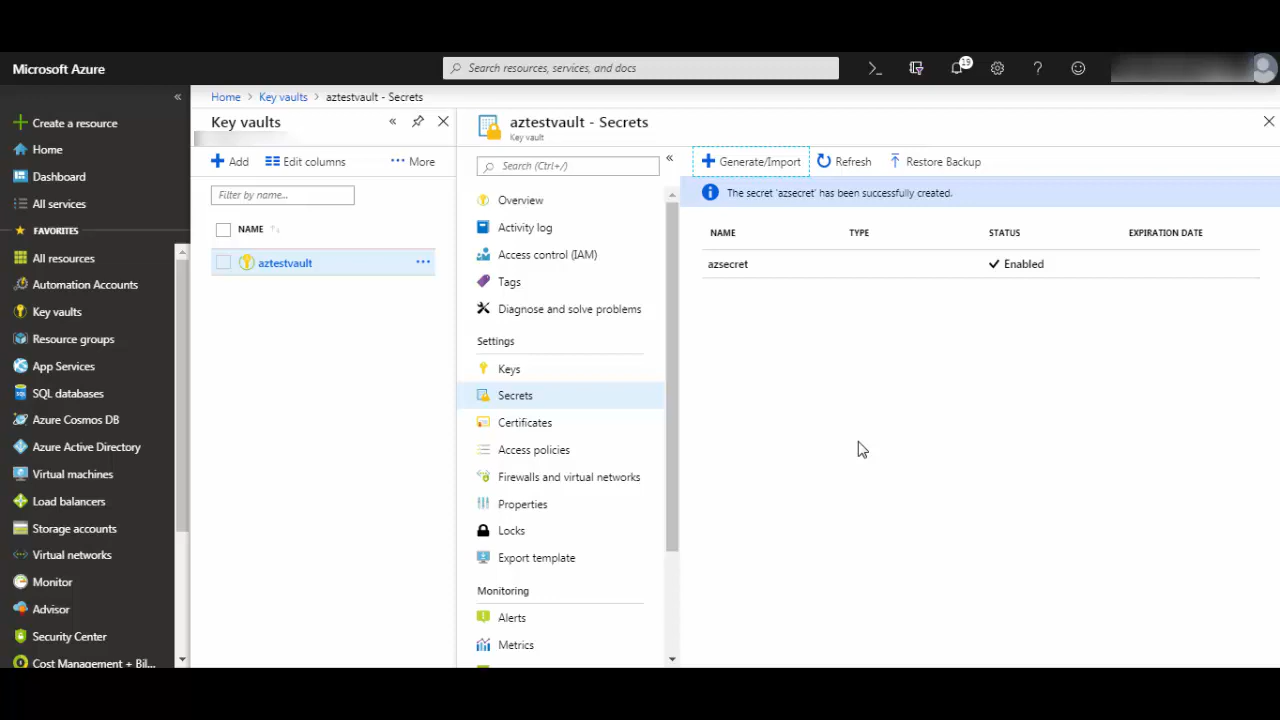 Microsoft Azure
Search resources, services, and docs
19
Create a resource
Home
Dashboard
All services
FAVORITES
All resources
Automation Accounts
Key vaults
Resource groups
App Services
SQL databases
Azure Cosmos DB
Azure Active Directory
Virtual machines
Load balancers
Storage accounts
Virtual networks
Monitor
Advisor
Security Center
Cost Management + Bil...
Home > Key vaults > aztestvault - Secrets
Key vaults
Add Edit columns More
Filter by name...
NAME
aztestvault
aztestvault - Secrets
Key vault
Search (Ctrl+/)
Overview
Activity log
Access control (IAM)
Tags
Diagnose and solve problems
Settings
Keys
Secrets
Certificates
Access policies
Firewalls and virtual networks
Properties
Locks
Export template
Monitoring
Alerts
Metrics
Generate/Import Refresh Restore Backup
The secret 'azsecret' has been successfully created.
NAME TYPE STATUS EXPIRATION DATE
azsecret Enabled